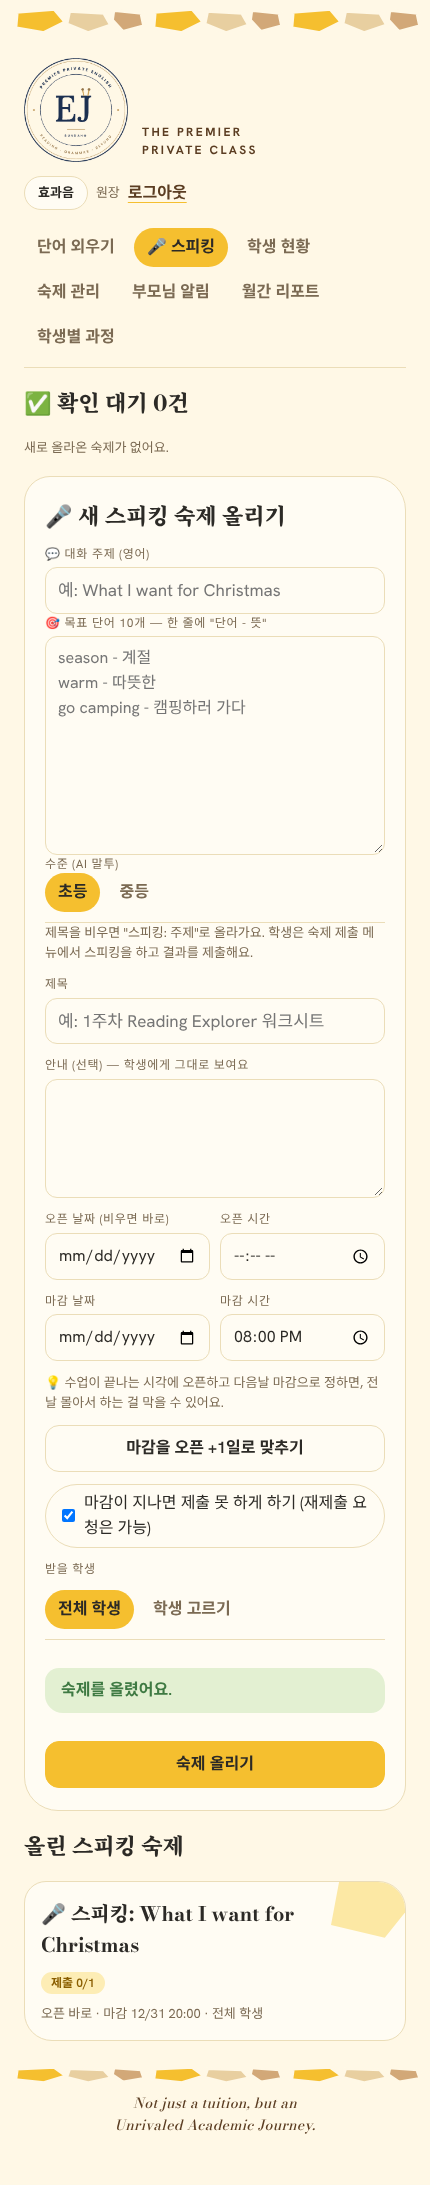 PREMIER PRIVATE ENGLISH
EJ
THE PREMIER
PRIVATE CLASS
효과음 원장 로그아웃
단어 외우기 🎤 스피킹 학생 현황
숙제 관리 부모님 알림 월간 리포트
학생별 과정
✅ 확인 대기 0건
새로 올라온 숙제가 없어요.
🎤 새 스피킹 숙제 올리기
💬 대화 주제 (영어)
예: What I want for Christmas
🎯 목표 단어 10개 — 한 줄에 "단어 - 뜻"
season - 계절
warm - 따뜻한
go camping - 캠핑하러 가다
수준 (AI 말투)
초등 중등
제목을 비우면 "스피킹: 주제"로 올라가요. 학생은 숙제 제출 메
뉴에서 스피킹을 하고 결과를 제출해요.
제목
예: 1주차 Reading Explorer 워크시트
안내 (선택) — 학생에게 그대로 보여요
오픈 날짜 (비우면 바로) 오픈 시간
mm/dd/yyyy --:-- --
마감 날짜 마감 시간
mm/dd/yyyy 08:00 PM
💡 수업이 끝나는 시각에 오픈하고 다음날 마감으로 정하면, 전
날 몰아서 하는 걸 막을 수 있어요.
마감을 오픈 +1일로 맞추기
마감이 지나면 제출 못 하게 하기 (재제출 요
청은 가능)
받을 학생
전체 학생 학생 고르기
숙제를 올렸어요.
숙제 올리기
올린 스피킹 숙제
🎤 스피킹: What I want for
Christmas
제출 0/1
오픈 바로 · 마감 12/31 20:00 · 전체 학생
Not just a tuition, but an
Unrivaled Academic Journey.